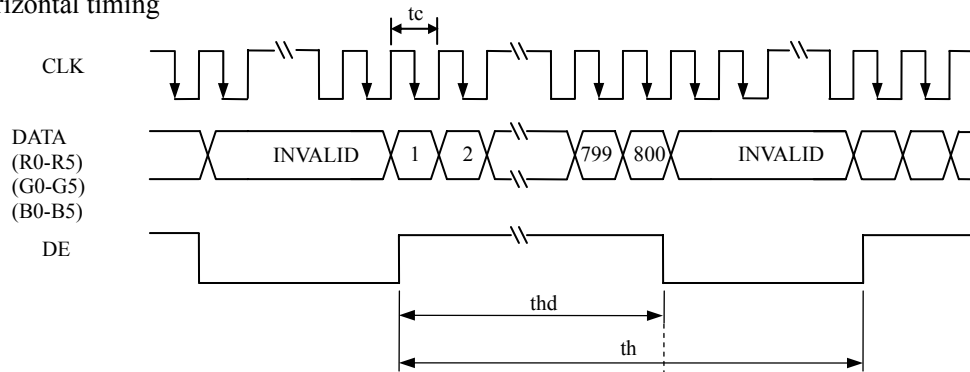 rizontal timing
tc
CLK
DATA
(R0-R5)
(G0-G5)
(B0-B5)
INVALID 1 2 799 800 INVALID
DE
thd
th